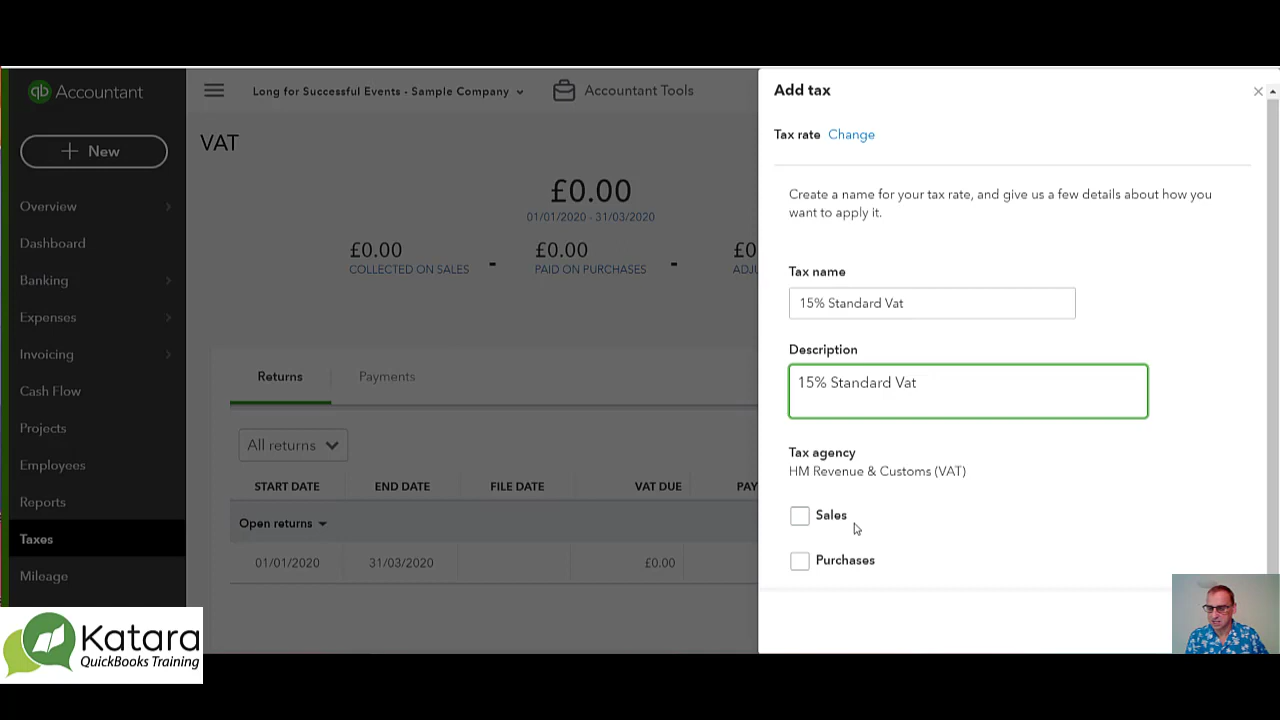 qb Accountant
Long for Successful Events - Sample Company
Accountant Tools
+ New
Overview
Dashboard
Banking
Expenses
Invoicing
Cash Flow
Projects
Employees
Reports
Taxes
Mileage
VAT
£0.00
01/01/2020 - 31/03/2020
£0.00
COLLECTED ON SALES
-
£0.00
PAID ON PURCHASES
-
£0
ADJU
Returns
Payments
All returns
START DATE
END DATE
FILE DATE
VAT DUE
PAY
Open returns
01/01/2020
31/03/2020
£0.00
Add tax
Tax rate Change
Create a name for your tax rate, and give us a few details about how you
want to apply it.
Tax name
15% Standard Vat
Description
15% Standard Vat
Tax agency
HM Revenue & Customs (VAT)
Sales
Purchases
Katara
QuickBooks Training